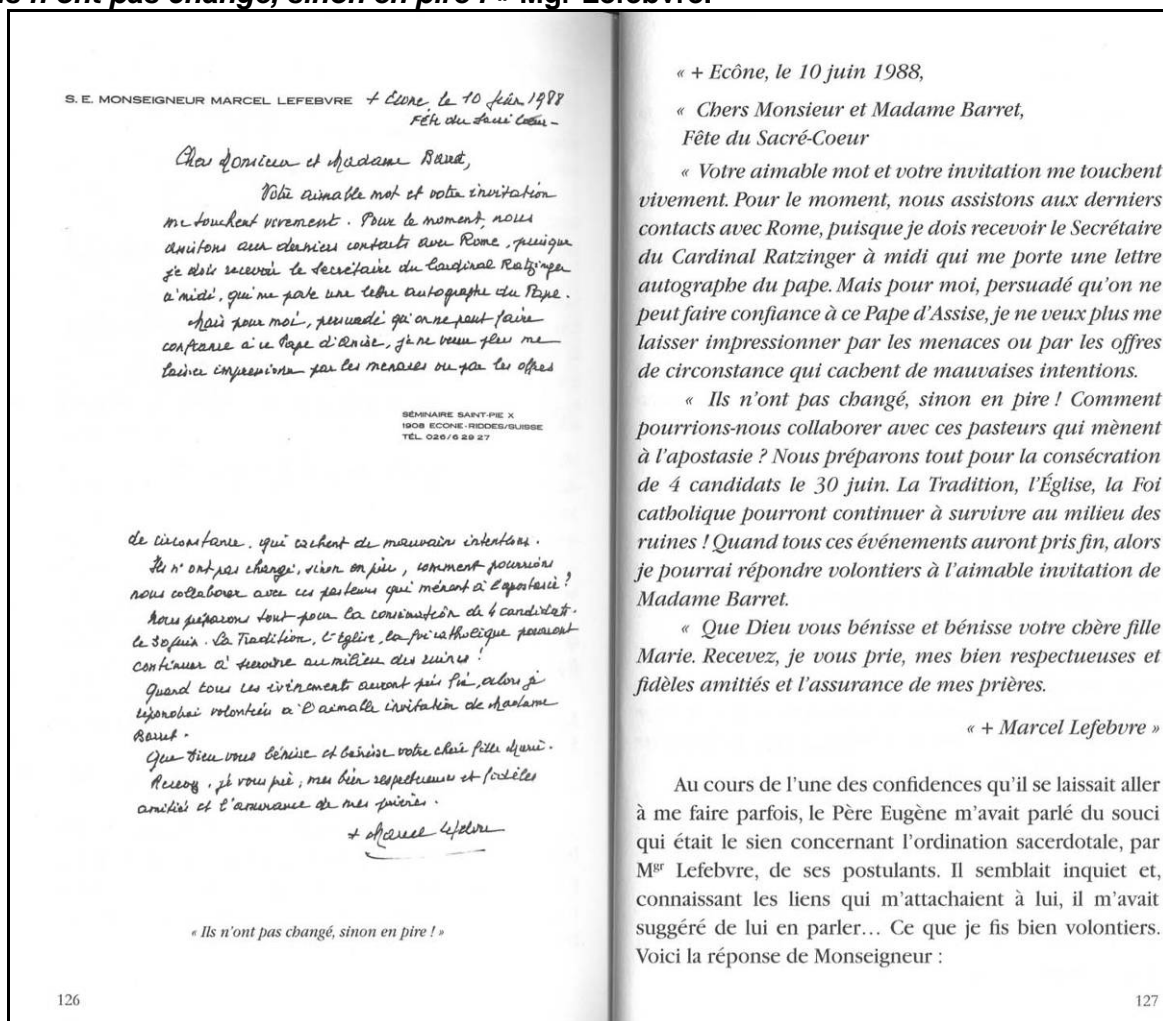 n'ont pas changé, sinon en pire ! » Mgr Lefebvre.
S. E. MONSEIGNEUR MARCEL LEFEBVRE + Ecône, le 10 juin 1988
Fête du Sacré Coeur -
Chers Monsieur et Madame Barret,
Votre aimable mot et votre invitation
me touchent vivement. Pour le moment, nous
assistons aux derniers contacts avec Rome, puisque
je dois recevoir le Secrétaire du Cardinal Ratzinger
à midi, qui me porte une lettre autographe du Pape.
Mais pour moi, persuadé qu'on ne peut faire
confiance à ce Pape d'Assise, je ne veux plus me
laisser impressionner par les menaces ou par les offres
SÉMINAIRE SAINT-PIE X
1908 ECONE-RIDDES/SUISSE
TÉL. 026/6 29 27
de circonstance, qui cachent de mauvaises intentions.
Ils n'ont pas changé, sinon en pire, comment pourrions
nous collaborer avec ces pasteurs qui mènent à l'apostasie ?
Nous préparons tout pour la consécration de 4 candidats.
le 30 juin. La Tradition, l'Eglise, la foi catholique pourront
continuer à survivre au milieu des ruines !
Quand tous ces évènements auront pris fin, alors je
répondrai volontiers à l'aimable invitation de Madame
Barret.
Que Dieu vous bénisse et bénisse votre chère fille Marie.
Recevez, je vous prie, mes bien respectueuses et fidèles
amitiés et l'assurance de mes prières.
+ Marcel Lefebvre
« Ils n'ont pas changé, sinon en pire ! »
126
« + Ecône, le 10 juin 1988,
« Chers Monsieur et Madame Barret,
Fête du Sacré-Coeur
« Votre aimable mot et votre invitation me touchent
vivement. Pour le moment, nous assistons aux derniers
contacts avec Rome, puisque je dois recevoir le Secrétaire
du Cardinal Ratzinger à midi qui me porte une lettre
autographe du pape. Mais pour moi, persuadé qu'on ne
peut faire confiance à ce Pape d'Assise, je ne veux plus me
laisser impressionner par les menaces ou par les offres
de circonstance qui cachent de mauvaises intentions.
« Ils n'ont pas changé, sinon en pire ! Comment
pourrions-nous collaborer avec ces pasteurs qui mènent
à l'apostasie ? Nous préparons tout pour la consécration
de 4 candidats le 30 juin. La Tradition, l'Église, la Foi
catholique pourront continuer à survivre au milieu des
ruines ! Quand tous ces événements auront pris fin, alors
je pourrai répondre volontiers à l'aimable invitation de
Madame Barret.
« Que Dieu vous bénisse et bénisse votre chère fille
Marie. Recevez, je vous prie, mes bien respectueuses et
fidèles amitiés et l'assurance de mes prières.
« + Marcel Lefebvre »
Au cours de l'une des confidences qu'il se laissait aller
à me faire parfois, le Père Eugène m'avait parlé du souci
qui était le sien concernant l'ordination sacerdotale, par
Mgr Lefebvre, de ses postulants. Il semblait inquiet et,
connaissant les liens qui m'attachaient à lui, il m'avait
suggéré de lui en parler… Ce que je fis bien volontiers.
Voici la réponse de Monseigneur :
127